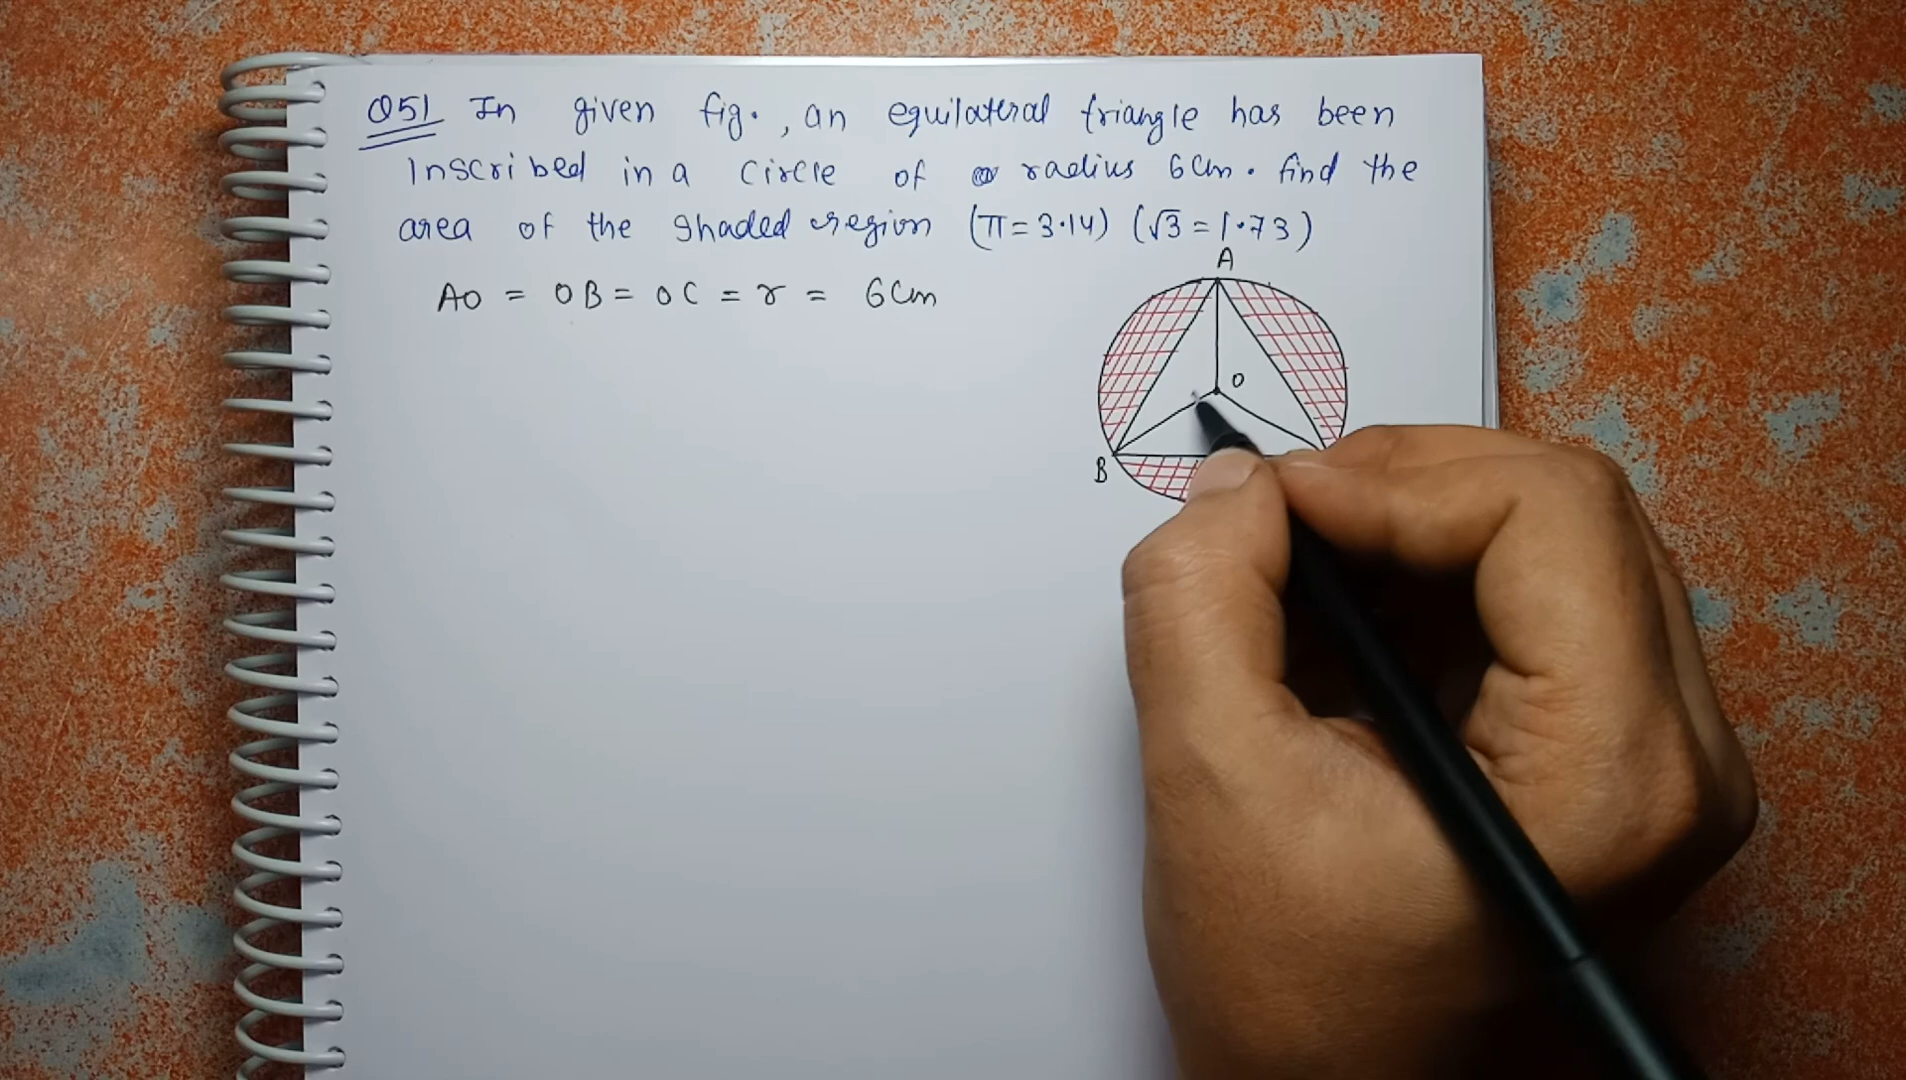 Q51 In given fig., an equilateral triangle has been
Inscribed in a circle of radius 6cm. find the
area of the shaded region (π = 3.14) (√3 = 1.73)
AO = OB = OC = r = 6cm
A
O
B